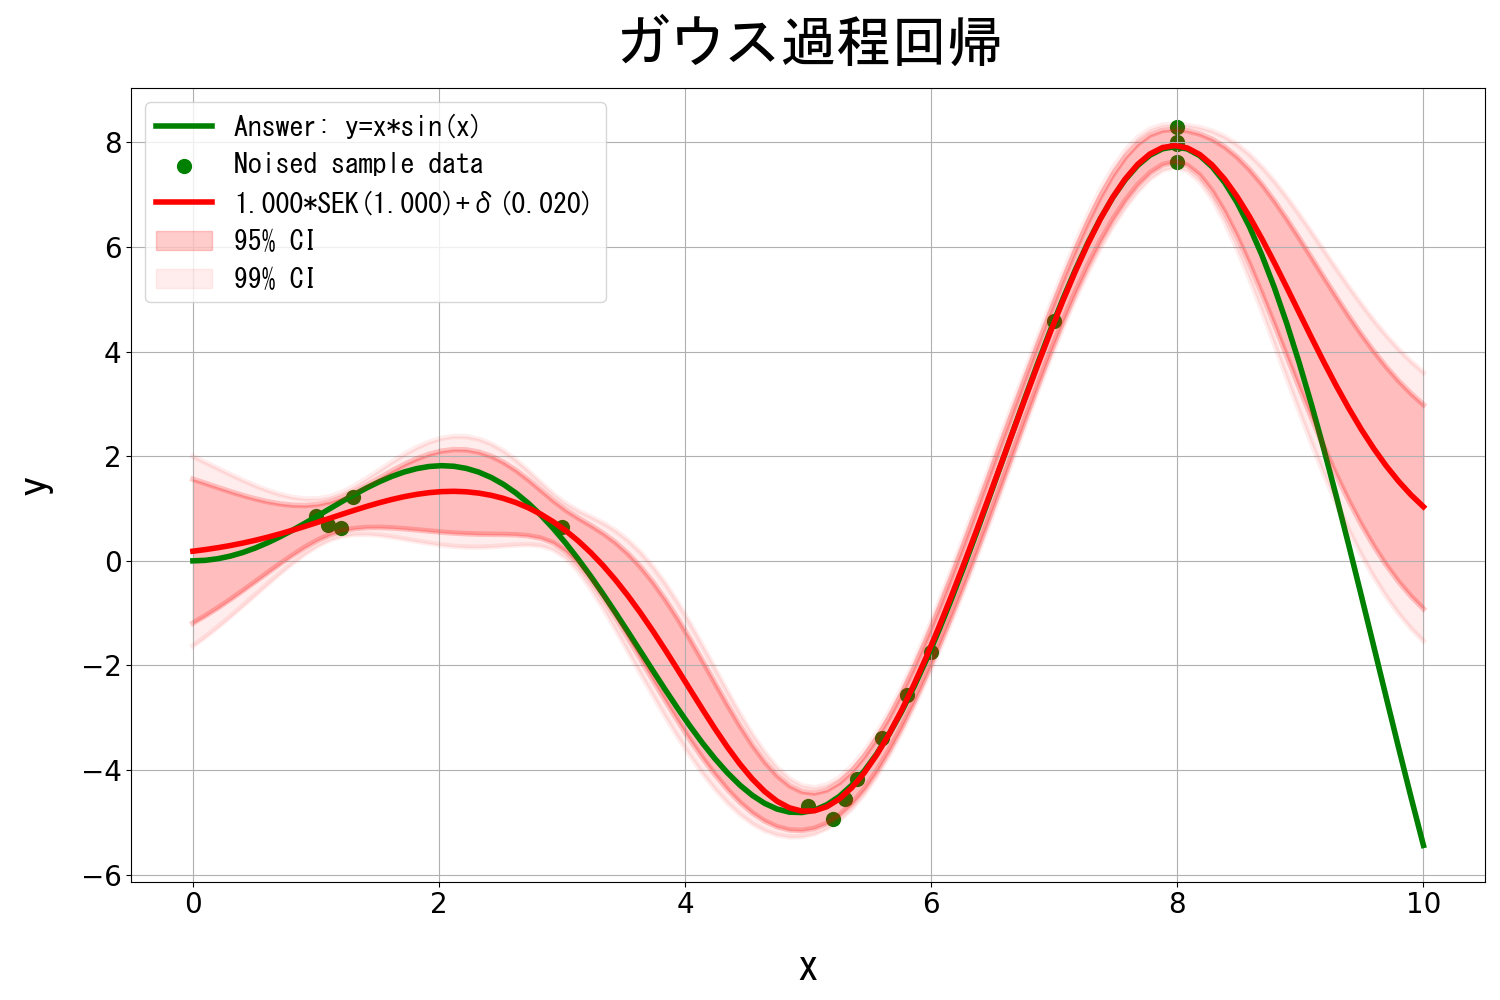 ガウス過程回帰
Answer: y=x*sin(x)
Noised sample data
1.000*SEK(1.000)+δ(0.020)
95% CI
99% CI
8
6
4
2
0
−2
−4
−6
y
0 2 4 6 8 10
x